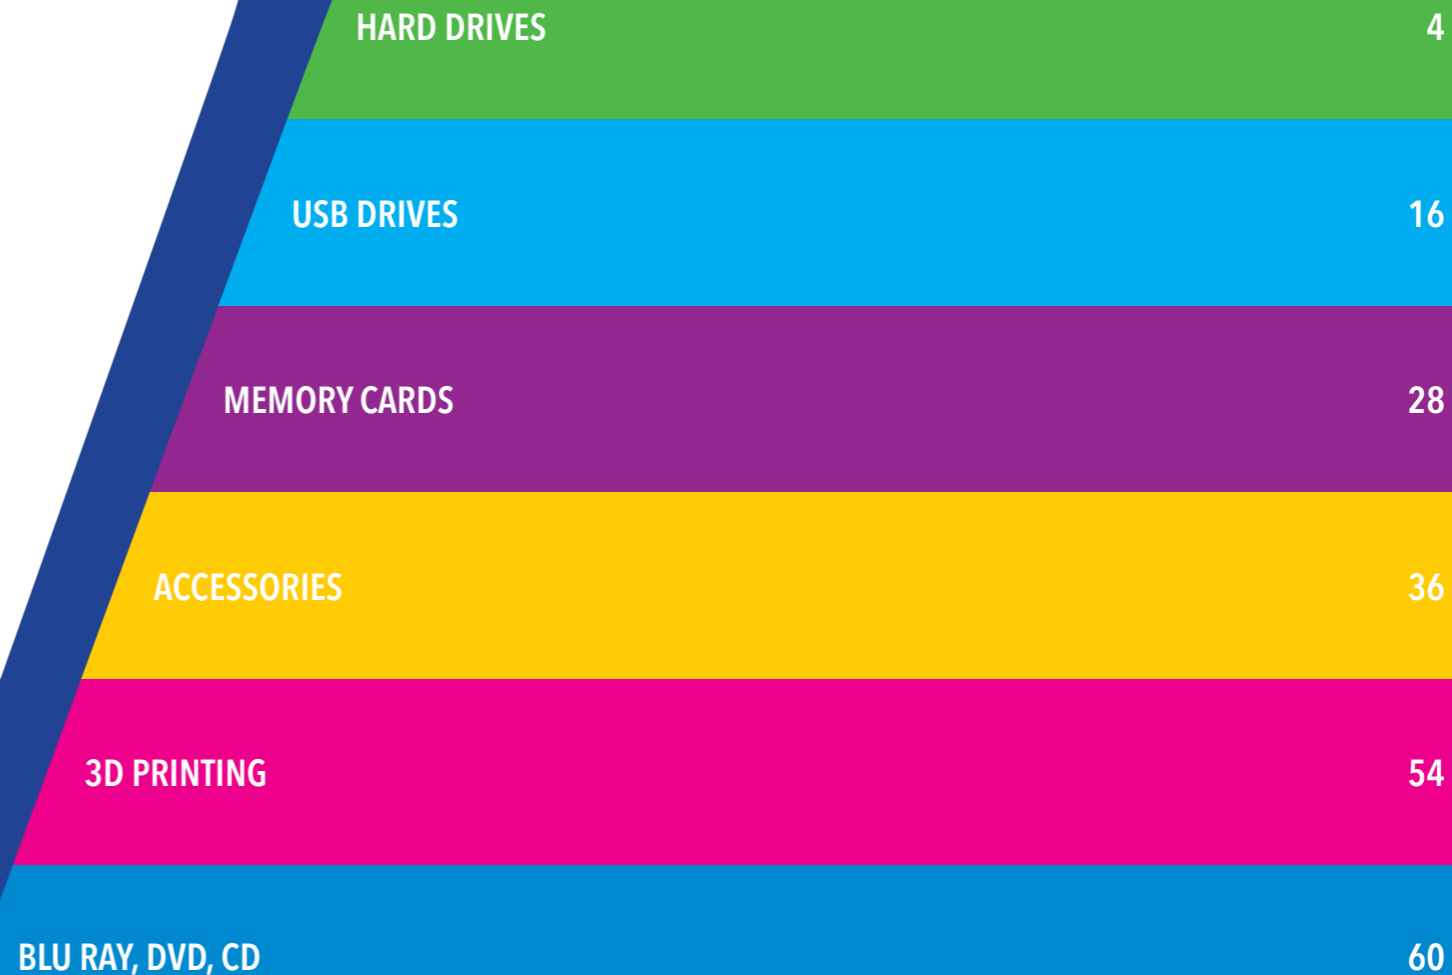 HARD DRIVES 4
USB DRIVES 16
MEMORY CARDS 28
ACCESSORIES 36
3D PRINTING 54
BLU RAY, DVD, CD 60